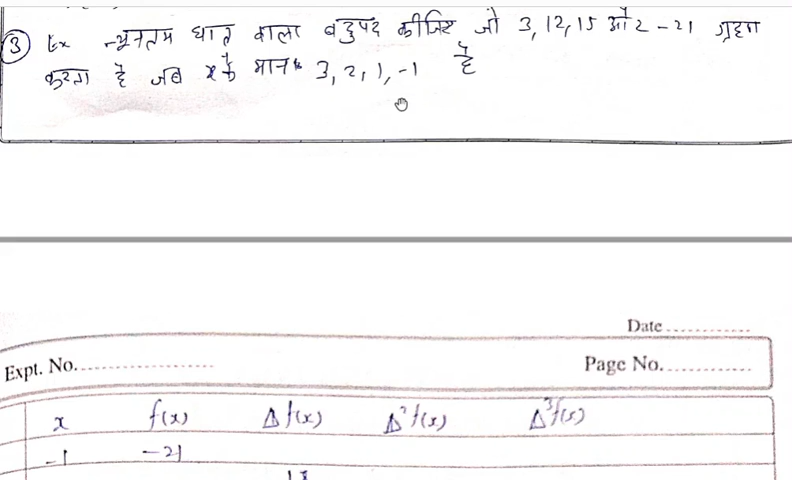 ③ Ex न्यूनतम घात वाला बहुपद कीजिए जो 3, 12, 15 और - 21 ग्रहण
करता है जब x के मान 3, 2, 1, -1 है
Date
Expt. No.
Page No.
x f(x) Δf(x) Δ²f(x) Δ³f(x)
-1 -21